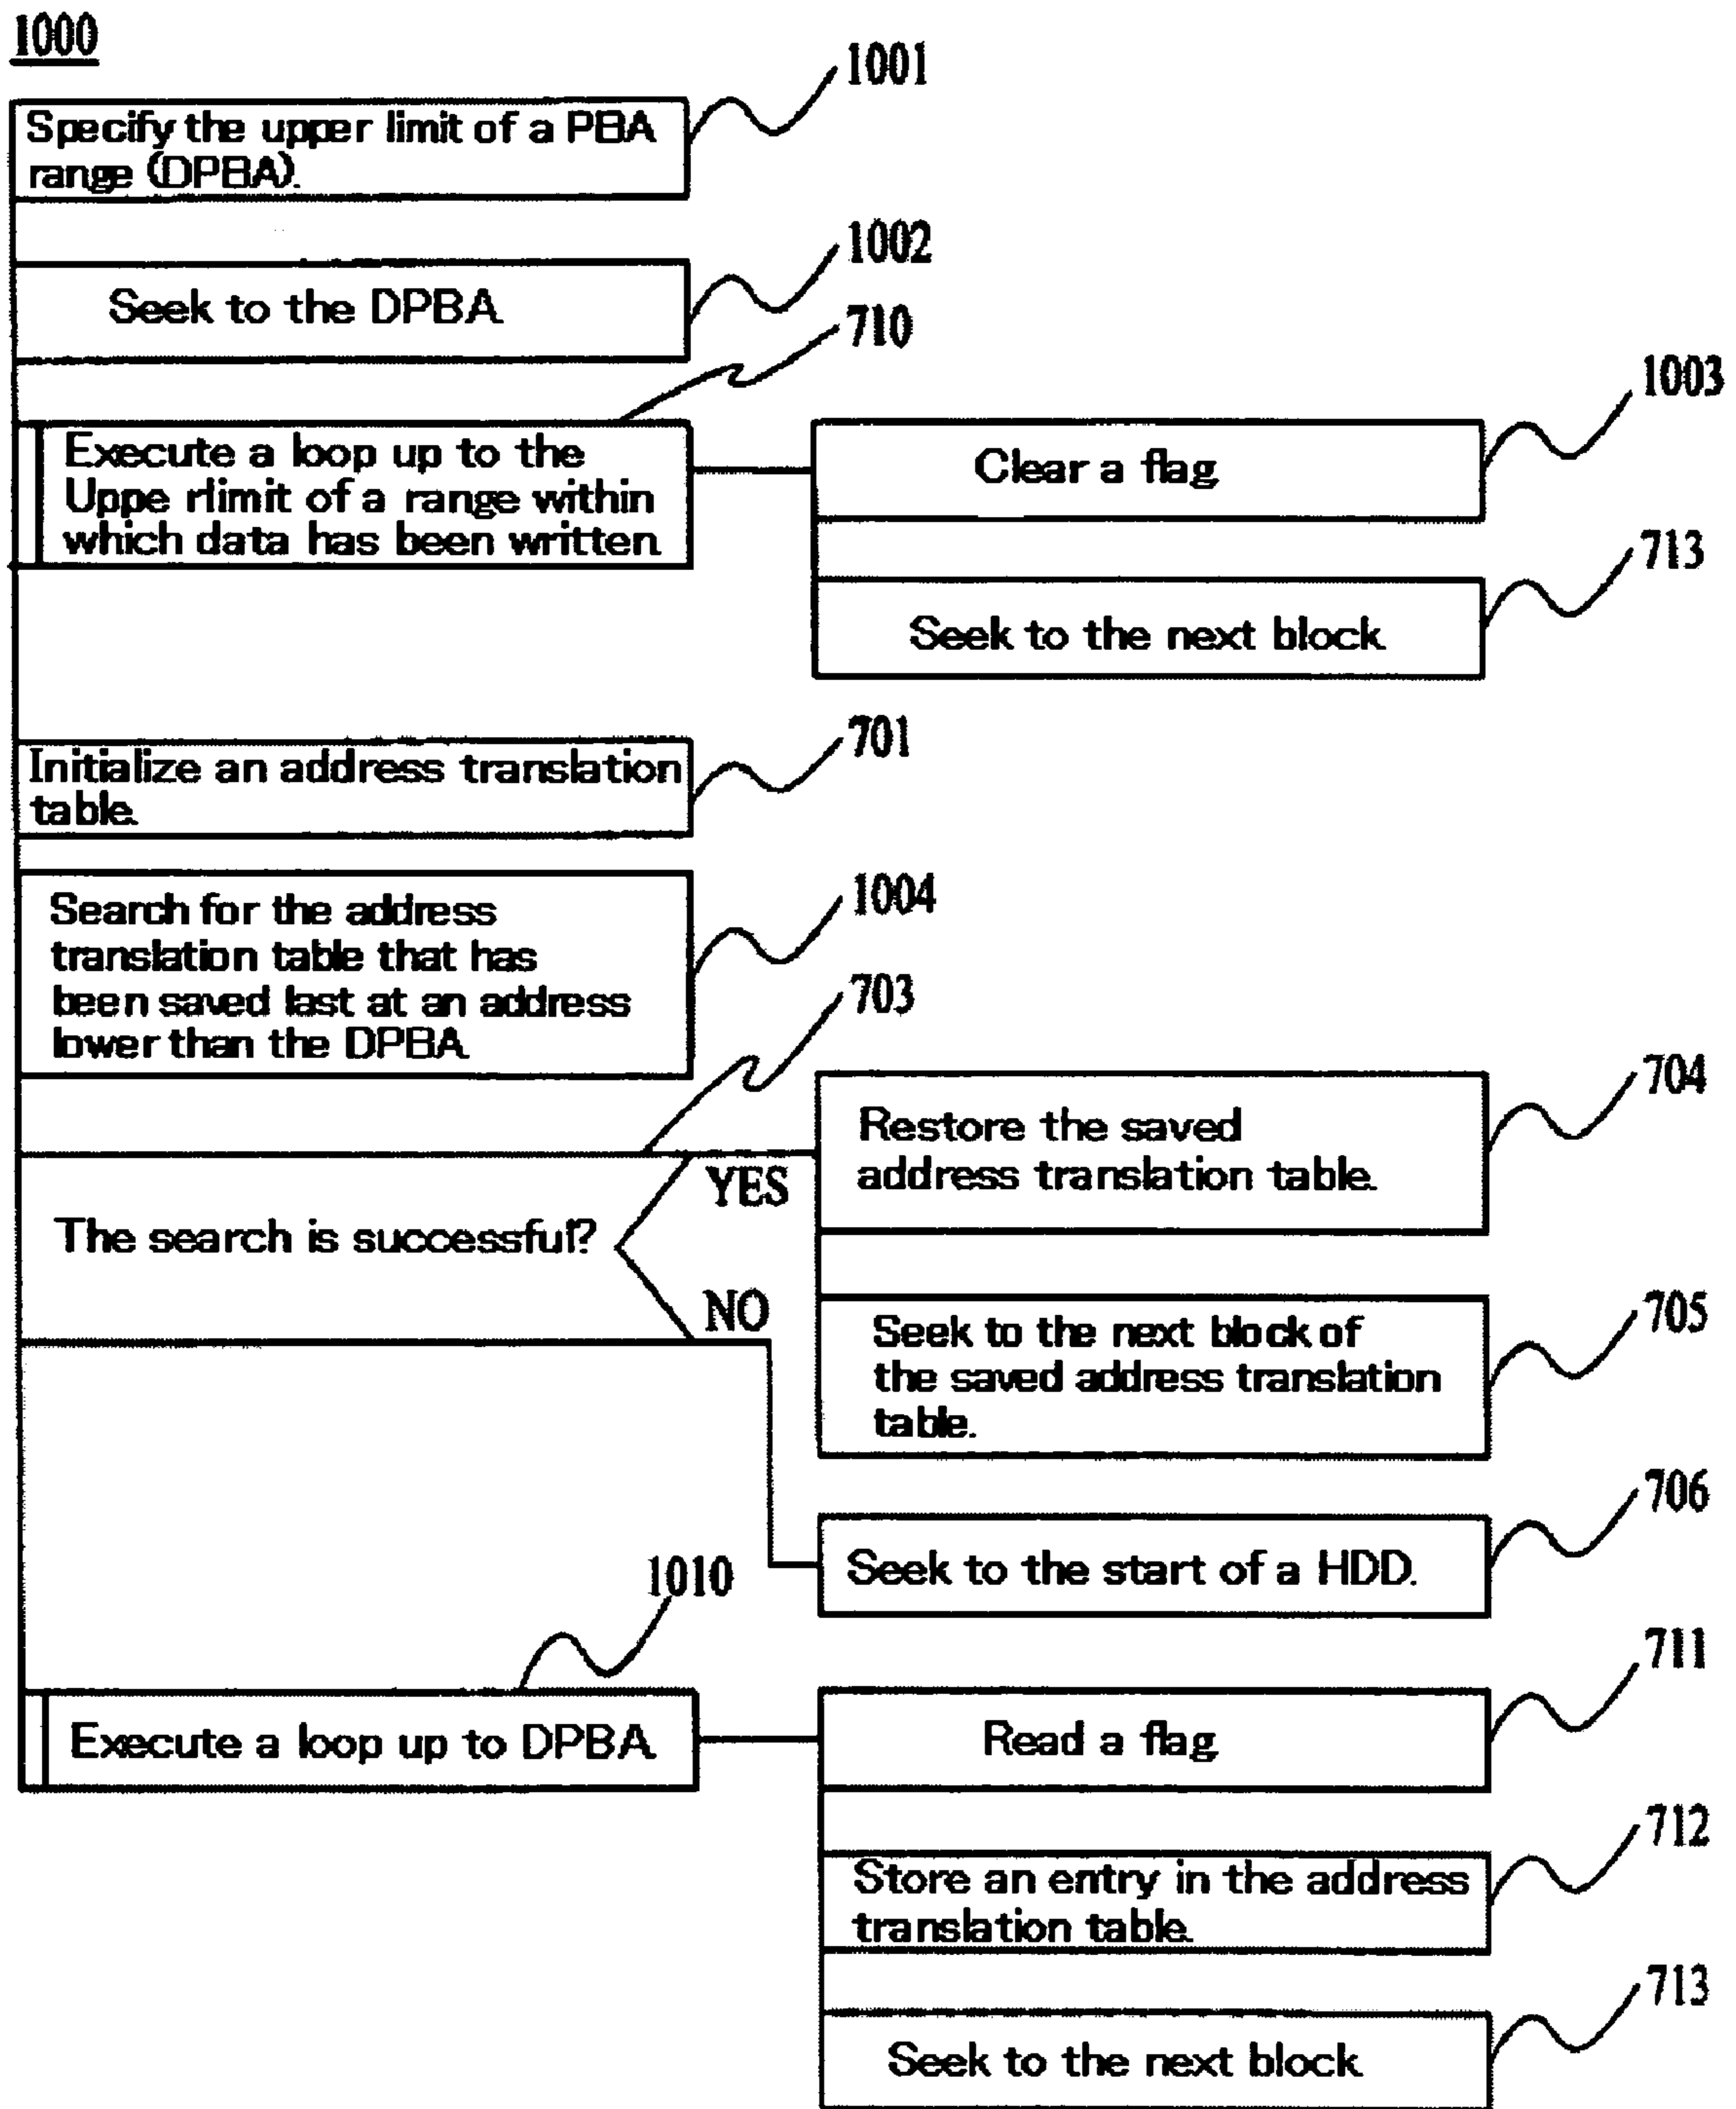 1000
1001
Specify the upper limit of a PBA
range (DPBA).
1002
Seek to the DPBA
710
1003
Execute a loop up to the
Uppe rlimit of a range within
which data has been written
Clear a flag
713
Seek to the next block
701
Initialize an address translation
table.
1004
Search for the address
translation table that has
been saved last at an address
lower than the DPBA
703
704
Restore the saved
address translation table.
YES
The search is successful?
NO
705
Seek to the next block of
the saved address translation
table.
706
Seek to the start of a HDD.
1010
711
Execute a loop up to DPBA
Read a flag
712
Store an entry in the address
translation table.
713
Seek to the next block